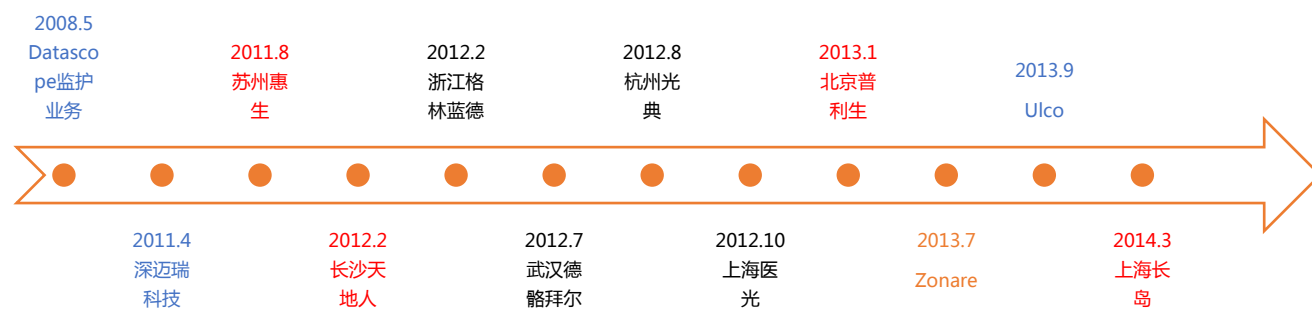 2008.5
Datasco
pe监护
业务
2011.8
苏州惠
生
2012.2
浙江格
林蓝德
2012.8
杭州光
典
2013.1
北京普
利生
2013.9
Ulco
2011.4
深迈瑞
科技
2012.2
长沙天
地人
2012.7
武汉德
骼拜尔
2012.10
上海医
光
2013.7
Zonare
2014.3
上海长
岛